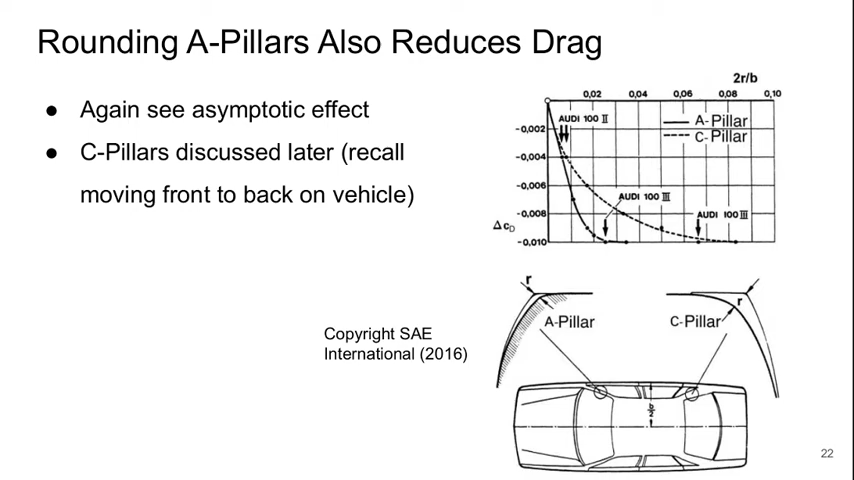 Rounding A-Pillars Also Reduces Drag
● Again see asymptotic effect
● C-Pillars discussed later (recall
moving front to back on vehicle)
2r/b
0,02 0,04 0,06 0,08 0,10
AUDI 100 II
A-Pillar
C-Pillar
-0,002
-0,004
-0,006
AUDI 100 III
-0,008
AUDI 100 III
Δc_D
-0,010
r
r
A-Pillar
C-Pillar
Copyright SAE
International (2016)
b/2
22